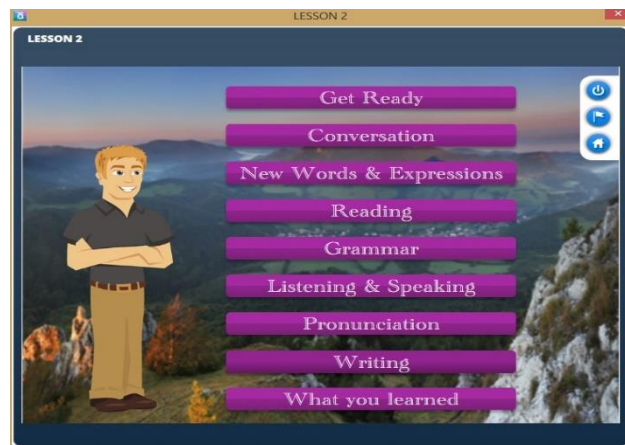 LESSON 2
LESSON 2
Get Ready
Conversation
New Words & Expressions
Reading
Grammar
Listening & Speaking
Pronunciation
Writing
What you learned